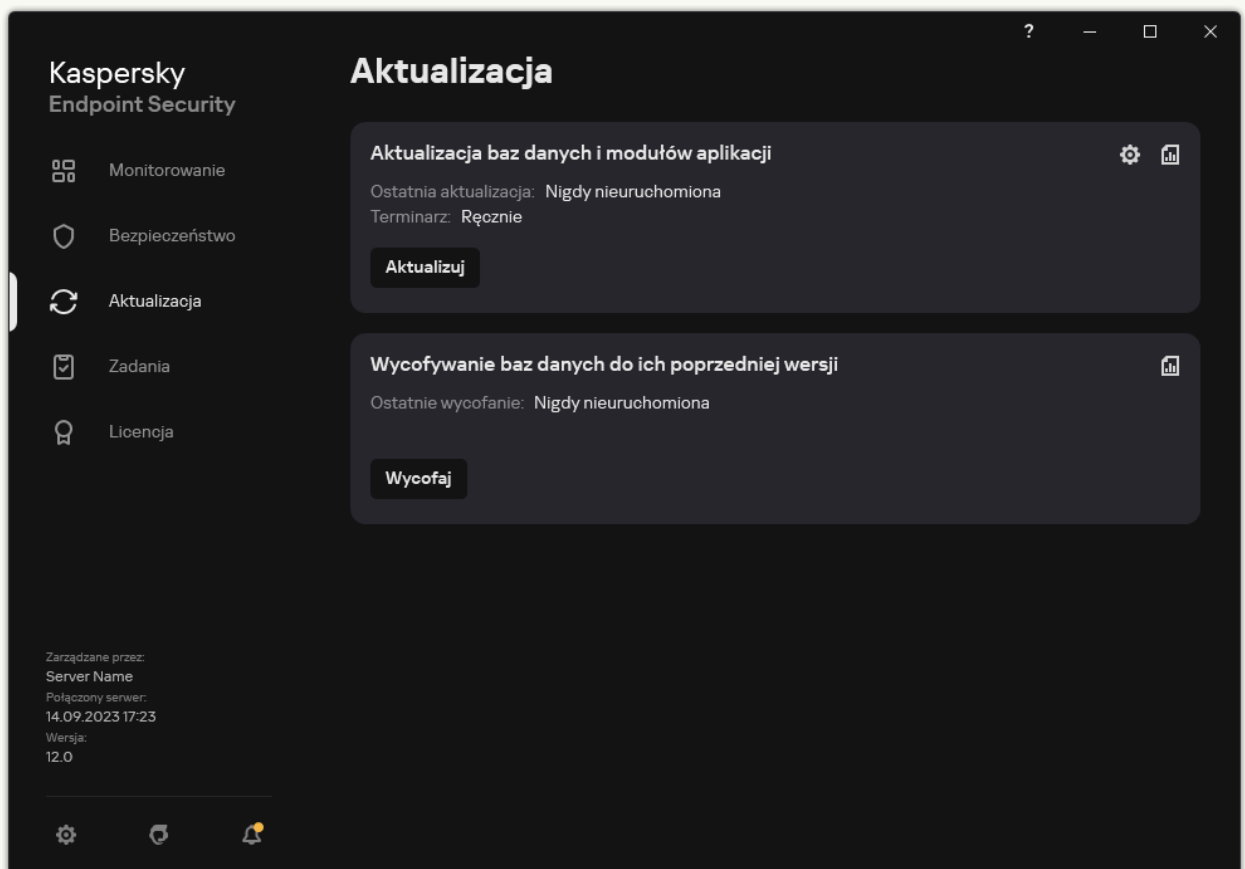 ?
Kaspersky
Endpoint Security
Monitorowanie
Bezpieczeństwo
Aktualizacja
Zadania
Licencja
Zarządzane przez:
Server Name
Połączony serwer:
14.09.2023 17:23
Wersja:
12.0
Aktualizacja
Aktualizacja baz danych i modułów aplikacji
Ostatnia aktualizacja: Nigdy nieuruchomiona
Terminarz: Ręcznie
Aktualizuj
Wycofywanie baz danych do ich poprzedniej wersji
Ostatnie wycofanie: Nigdy nieuruchomiona
Wycofaj